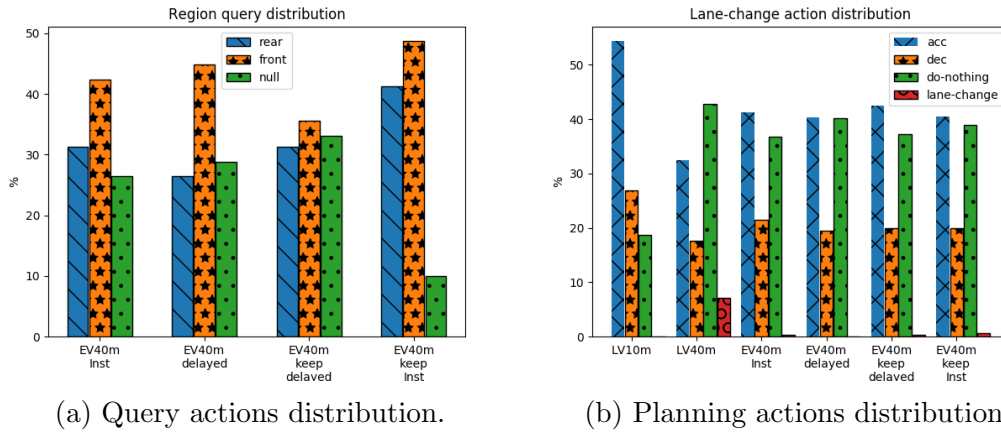 Region query distribution
50
40
30
20
10
0
%
rear
front
null
EV40m
Inst
EV40m
delayed
EV40m
keep
delayed
EV40m
keep
Inst
(a) Query actions distribution.
Lane-change action distribution
50
40
30
20
10
0
%
acc
dec
do-nothing
lane-change
LV10m
LV40m
EV40m
Inst
EV40m
delayed
EV40m
keep
delayed
EV40m
keep
Inst
(b) Planning actions distribution